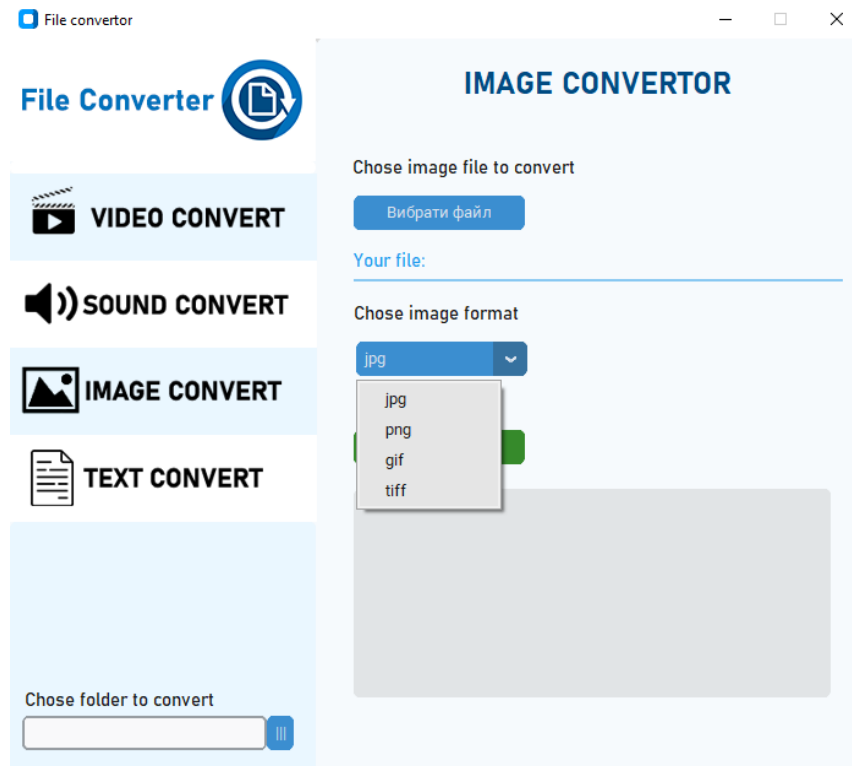 File convertor
File Converter
VIDEO CONVERT
SOUND CONVERT
IMAGE CONVERT
TEXT CONVERT
Chose folder to convert
IMAGE CONVERTOR
Chose image file to convert
Вибрати файл
Your file:
Chose image format
jpg
jpg
png
gif
tiff